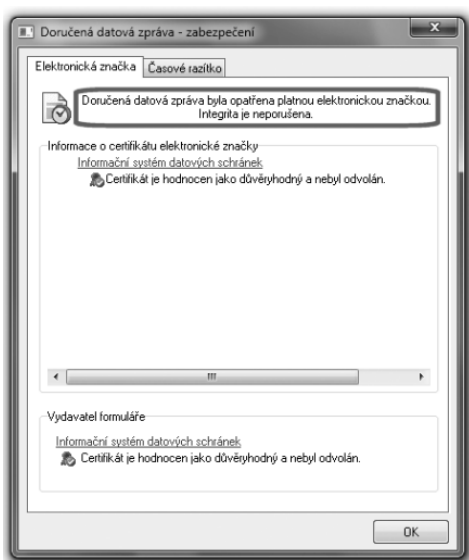 Doručená datová zpráva - zabezpečení
Elektronická značka Časové razítko
Doručená datová zpráva byla opatřena platnou elektronickou značkou.
Integrita je neporušena.
Informace o certifikátu elektronické značky
Informační systém datových schránek
Certifikát je hodnocen jako důvěryhodný a nebyl odvolán.
Vydavatel formuláře
Informační systém datových schránek
Certifikát je hodnocen jako důvěryhodný a nebyl odvolán.
OK